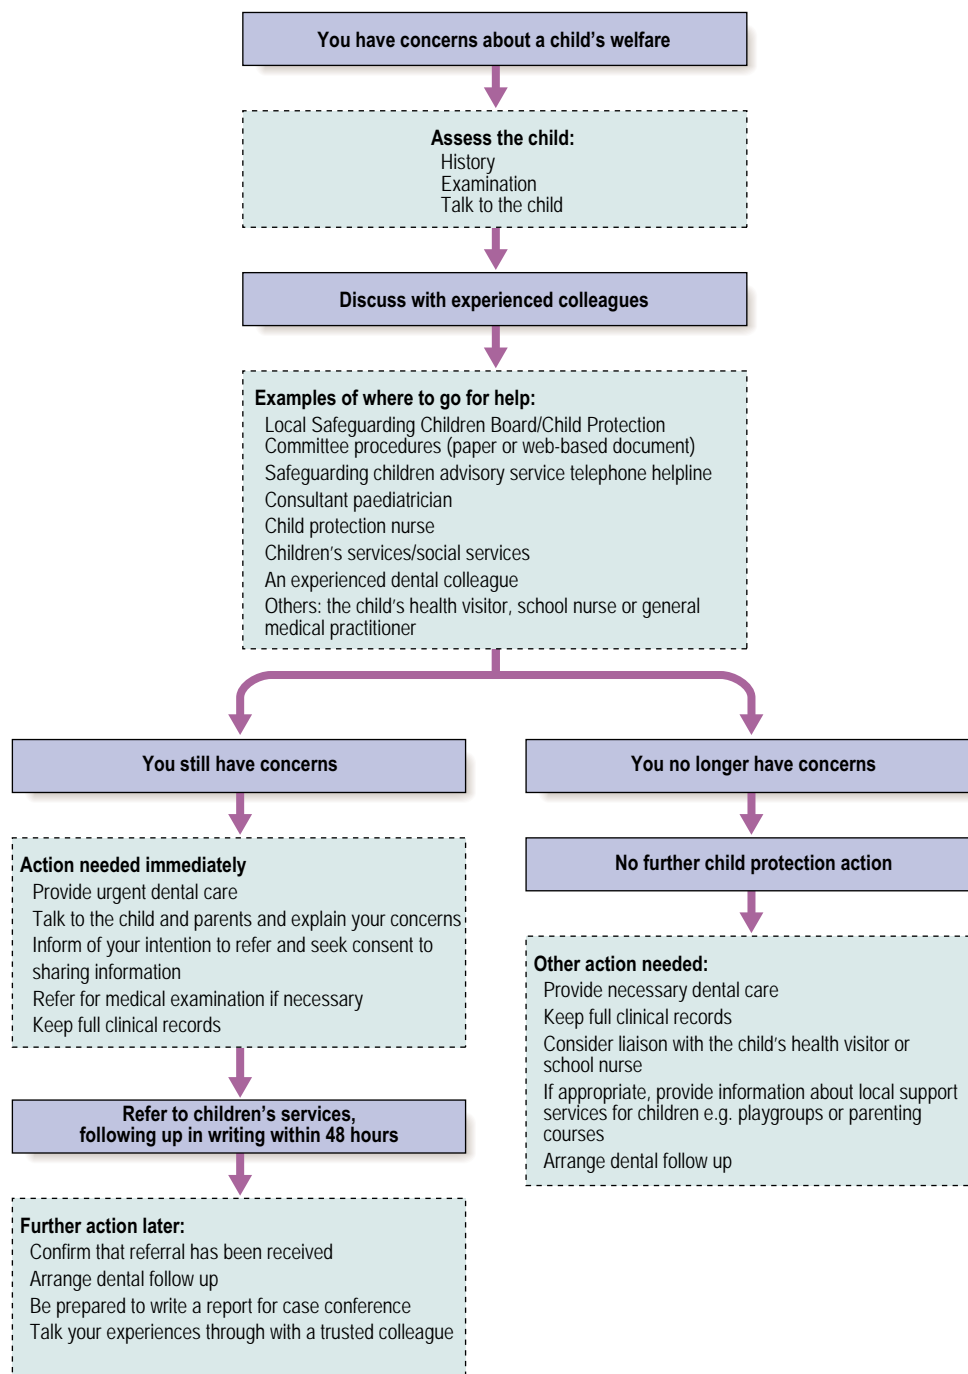 You have concerns about a child’s welfare
Assess the child:
History
Examination
Talk to the child
Discuss with experienced colleagues
Examples of where to go for help:
Local Safeguarding Children Board/Child Protection
Committee procedures (paper or web-based document)
Safeguarding children advisory service telephone helpline
Consultant paediatrician
Child protection nurse
Children’s services/social services
An experienced dental colleague
Others: the child’s health visitor, school nurse or general
medical practitioner
You still have concerns
Action needed immediately
Provide urgent dental care
Talk to the child and parents and explain your concerns
Inform of your intention to refer and seek consent to
sharing information
Refer for medical examination if necessary
Keep full clinical records
Refer to children’s services,
following up in writing within 48 hours
Further action later:
Confirm that referral has been received
Arrange dental follow up
Be prepared to write a report for case conference
Talk your experiences through with a trusted colleague
You no longer have concerns
No further child protection action
Other action needed:
Provide necessary dental care
Keep full clinical records
Consider liaison with the child’s health visitor or
school nurse
If appropriate, provide information about local support
services for children e.g. playgroups or parenting
courses
Arrange dental follow up